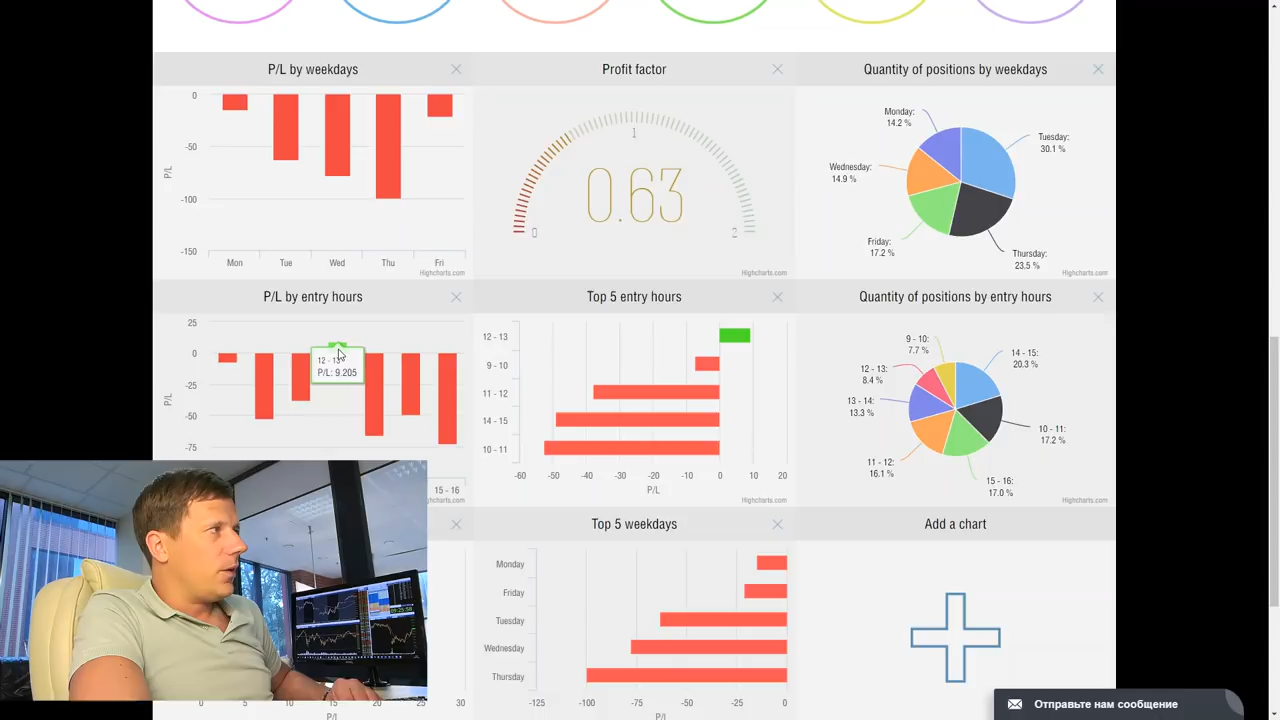 P/L by weekdays
Profit factor
Quantity of positions by weekdays
0
-50
-100
-150
P/L
Mon Tue Wed Thu Fri
Highcharts.com
0
1
2
0.63
Highcharts.com
Monday:
14.2 %
Tuesday:
30.1 %
Wednesday:
14.9 %
Friday:
17.2 %
Thursday:
23.5 %
Highcharts.com
P/L by entry hours
Top 5 entry hours
Quantity of positions by entry hours
25
0
-25
-50
-75
P/L
12 - 13
P/L: 9.205
15 - 16
12 - 13
9 - 10
11 - 12
14 - 15
10 - 11
-60 -50 -40 -30 -20 -10 0 10 20
P/L
Highcharts.com
9 - 10:
7.7 %
14 - 15:
20.3 %
12 - 13:
8.4 %
13 - 14:
13.3 %
10 - 11:
17.2 %
11 - 12:
16.1 %
15 - 16:
17.0 %
Highcharts.com
Top 5 weekdays
Add a chart
Monday
Friday
Tuesday
Wednesday
Thursday
-125 -100 -75 -50 -25 0
P/L
0 5 10 15 20 25 30
P/L
Отправьте нам сообщение